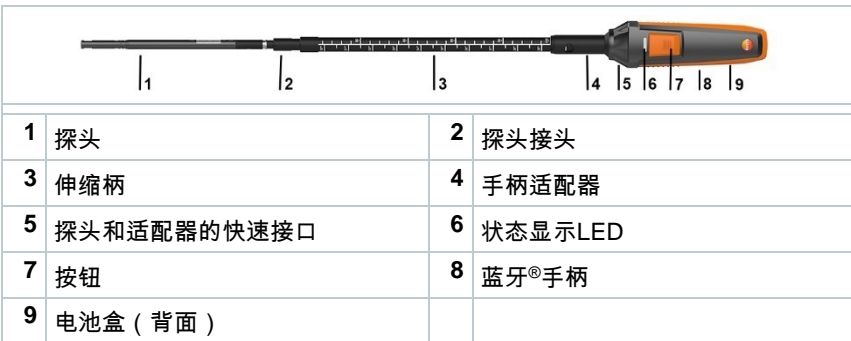 1 2 3 4 5 6 7 8 9
1 探头 2 探头接头
3 伸缩柄 4 手柄适配器
5 探头和适配器的快速接口 6 状态显示LED
7 按钮 8 蓝牙®手柄
9 电池盒（背面）